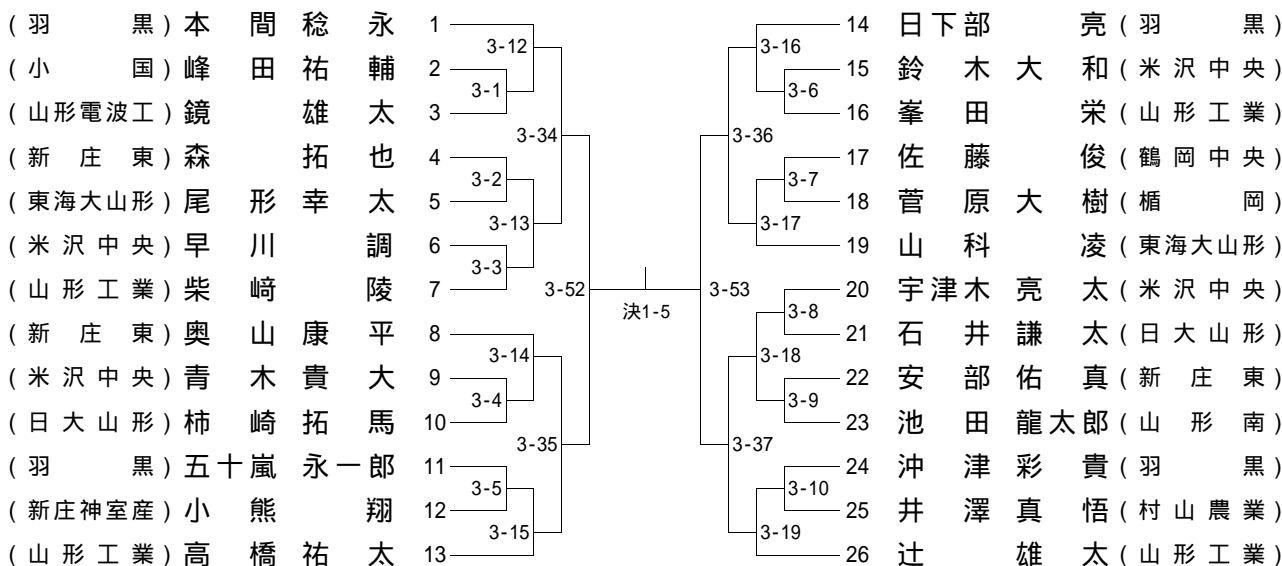 (羽黒) 本間稔永 1
(小国) 峰田祐輔 2
(山形電波工) 鏡雄太 3
(新庄東) 森拓也 4
(東海大山形) 尾形幸太 5
(米沢中央) 早川調 6
(山形工業) 柴﨑陵 7
(新庄東) 奥山康平 8
(米沢中央) 青木貴大 9
(日大山形) 柿崎拓馬 10
(羽黒) 五十嵐永一郎 11
(新庄神室産) 小熊翔 12
(山形工業) 高橋祐太 13
3-12
3-1
3-34
3-2
3-13
3-3
3-52
3-14
3-4
3-35
3-5
3-15
決1-5
3-16
3-6
3-36
3-7
3-17
3-53
3-8
3-18
3-9
3-37
3-10
3-19
14 日下部亮 (羽黒)
15 鈴木大和 (米沢中央)
16 峯田栄 (山形工業)
17 佐藤俊 (鶴岡中央)
18 菅原大樹 (楯岡)
19 山科凌 (東海大山形)
20 宇津木亮太 (米沢中央)
21 石井謙太 (日大山形)
22 安部佑真 (新庄東)
23 池田龍太郎 (山形南)
24 沖津彩貴 (羽黒)
25 井澤真悟 (村山農業)
26 辻雄太 (山形工業)